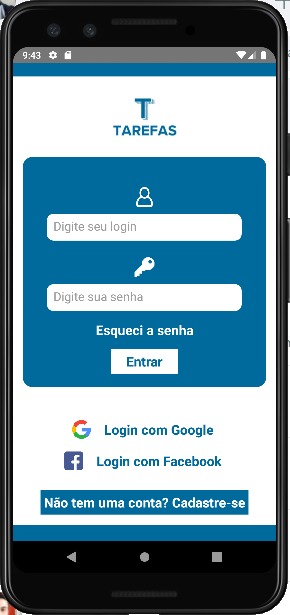 9:43
T
TAREFAS
Digite seu login
Digite sua senha
Esqueci a senha
Entrar
Login com Google
Login com Facebook
Não tem uma conta? Cadastre-se